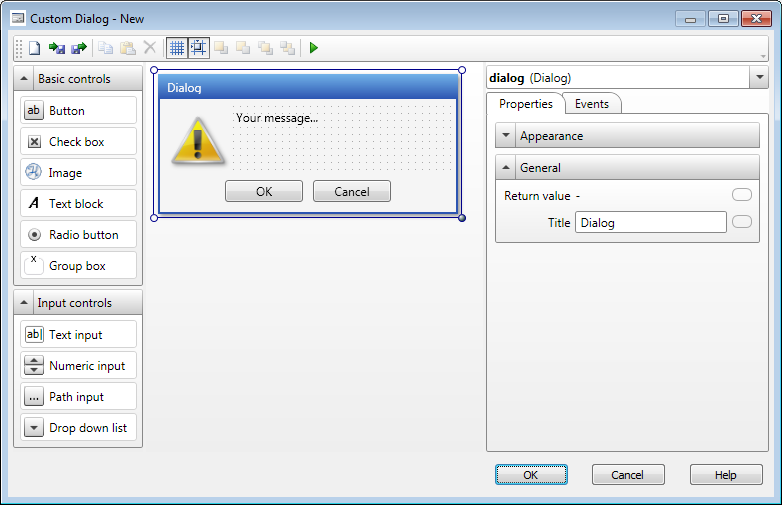 Custom Dialog - New
Basic controls
ab Button
Check box
Image
A Text block
Radio button
x Group box
Input controls
ab| Text input
Numeric input
... Path input
Drop down list
Dialog
Your message...
OK Cancel
dialog (Dialog)
Properties Events
Appearance
General
Return value -
Title Dialog
OK Cancel Help